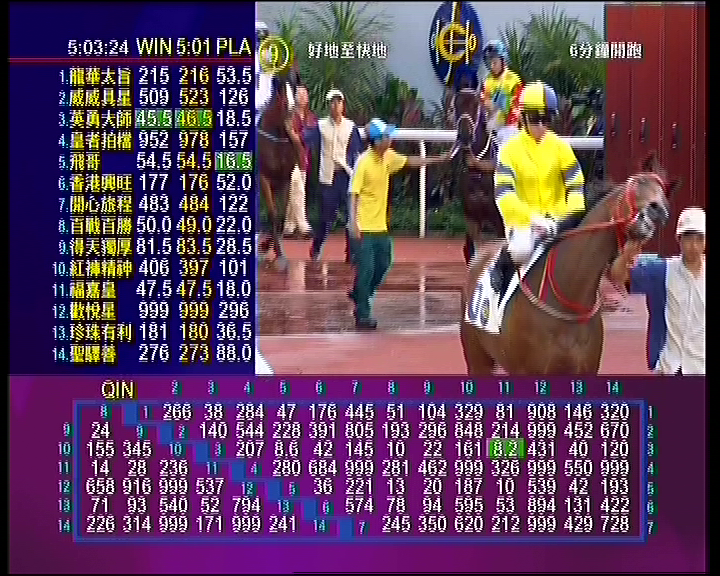 5:03:24 WIN 5:01 PLA
9 好地至快地 6分鐘開跑
1.龍華太旨 215 216 53.5
2.威威具星 509 523 126
3.英勇大師 45.5 46.5 18.5
4.皇者拍檔 952 978 157
5.飛哥 54.5 54.5 16.5
6.香港興旺 177 176 52.0
7.開心旅程 483 484 122
8.百戰百勝 50.0 49.0 22.0
9.得天獨厚 81.5 83.5 28.5
10.紅褲精神 406 397 101
11.福嘉皇 47.5 47.5 18.0
12.歡悅星 999 999 296
13.珍珠有利 181 180 36.5
14.聖驛善 276 273 88.0
QIN 2 3 4 5 6 7 8 9 10 11 12 13 14
8 1 266 38 284 47 176 445 51 104 329 81 908 146 320 1
9 24 9 2 140 544 228 391 805 193 296 848 214 999 452 670 2
10 155 345 10 3 207 8.6 42 145 10 22 161 8.2 431 40 120 3
11 14 28 236 11 4 280 684 999 281 462 999 326 999 550 999 4
12 658 916 999 537 12 5 36 221 13 20 187 10 539 42 193 5
13 71 93 540 52 794 13 6 574 78 94 595 53 894 131 422 6
14 226 314 999 171 999 241 14 7 245 350 620 212 999 429 728 7